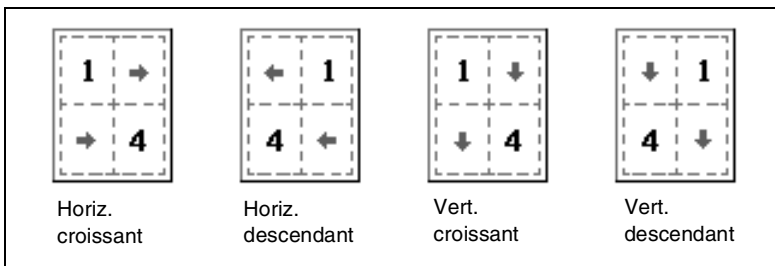 1 1 1 1
4 4 4 4
Horiz. Horiz. Vert. Vert.
croissant descendant croissant descendant